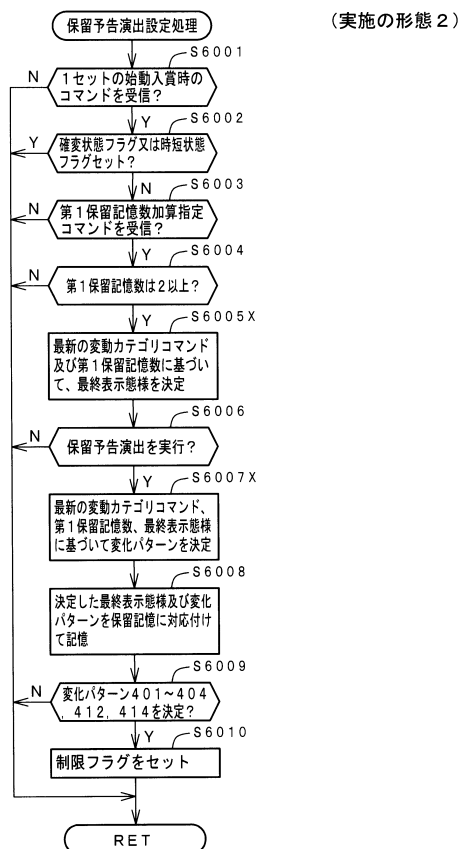 （実施の形態２）
保留予告演出設定処理
S6001
N
１セットの始動入賞時の
コマンドを受信？
Y
S6002
Y
確変状態フラグ又は時短状態
フラグセット？
N
S6003
N
第１保留記憶数加算指定
コマンドを受信？
Y
S6004
N
第１保留記憶数は２以上？
Y
S6005X
最新の変動カテゴリコマンド
及び第１保留記憶数に基づい
て、最終表示態様を決定
S6006
N
保留予告演出を実行？
Y
S6007X
最新の変動カテゴリコマンド、
第１保留記憶数、最終表示態様
に基づいて変化パターンを決定
S6008
決定した最終表示態様及び変化
パターンを保留記憶に対応付け
て記憶
S6009
N
変化パターン４０１～４０４
，４１２，４１４を決定？
Y
S6010
制限フラグをセット
RET